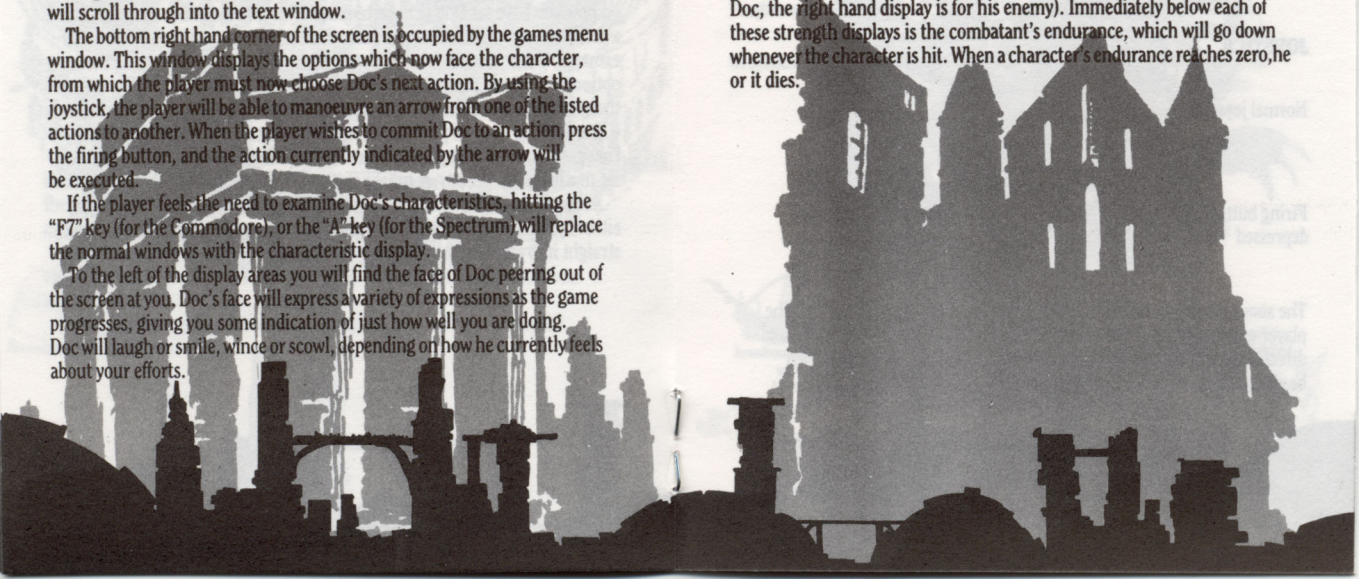 will scroll through into the text window.
The bottom right hand corner of the screen is occupied by the games menu
window. This window displays the options which now face the character,
from which the player must now choose Doc's next action. By using the
joystick, the player will be able to manoeuvre an arrow from one of the listed
actions to another. When the player wishes to commit Doc to an action, press
the firing button, and the action currently indicated by the arrow will
be executed.
If the player feels the need to examine Doc's characteristics, hitting the
"F7" key (for the Commodore), or the "A" key (for the Spectrum) will replace
the normal windows with the characteristic display.
To the left of the display areas you will find the face of Doc peering out of
the screen at you. Doc's face will express a variety of expressions as the game
progresses, giving you some indication of just how well you are doing.
Doc will laugh or smile, wince or scowl, depending on how he currently feels
about your efforts.
Doc, the right hand display is for his enemy). Immediately below each of
these strength displays is the combatant's endurance, which will go down
whenever the character is hit. When a character's endurance reaches zero,he
or it dies.